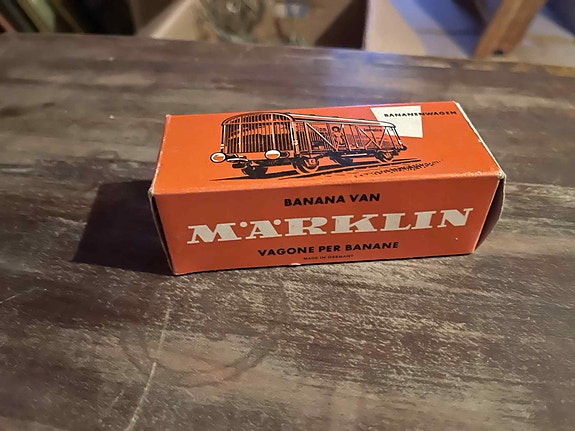 BANANENWAGEN
BANANA VAN
MÄRKLIN
VAGONE PER BANANE
MADE IN GERMANY